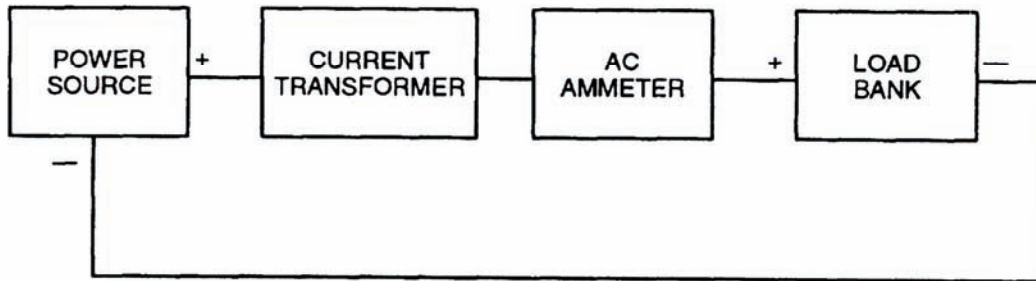 POWER
SOURCE
+
CURRENT
TRANSFORMER
AC
AMMETER
+
LOAD
BANK
—
—